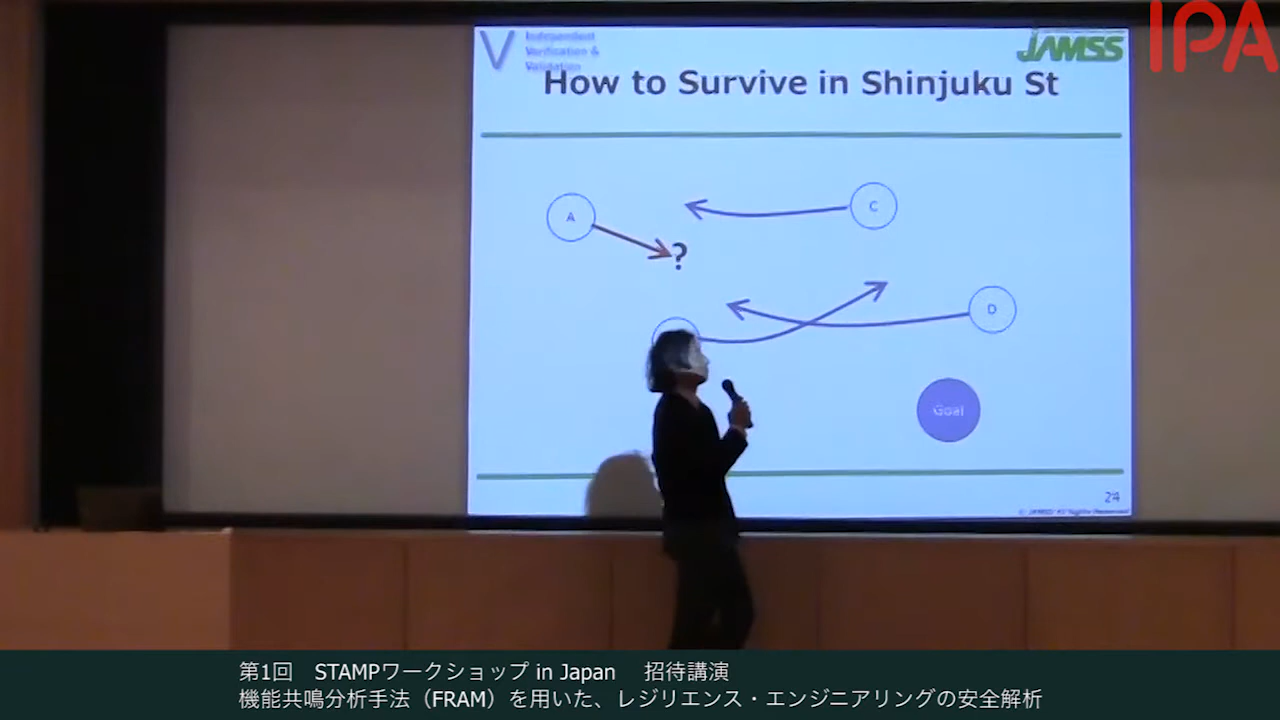 IPA
V
Independent
Verification &
Validation
JAMSS
How to Survive in Shinjuku St
A
C
?
D
Goal
24
第1回 STAMPワークショップ in Japan 招待講演
機能共鳴分析手法(FRAM)を用いた、レジリエンス・エンジニアリングの安全解析